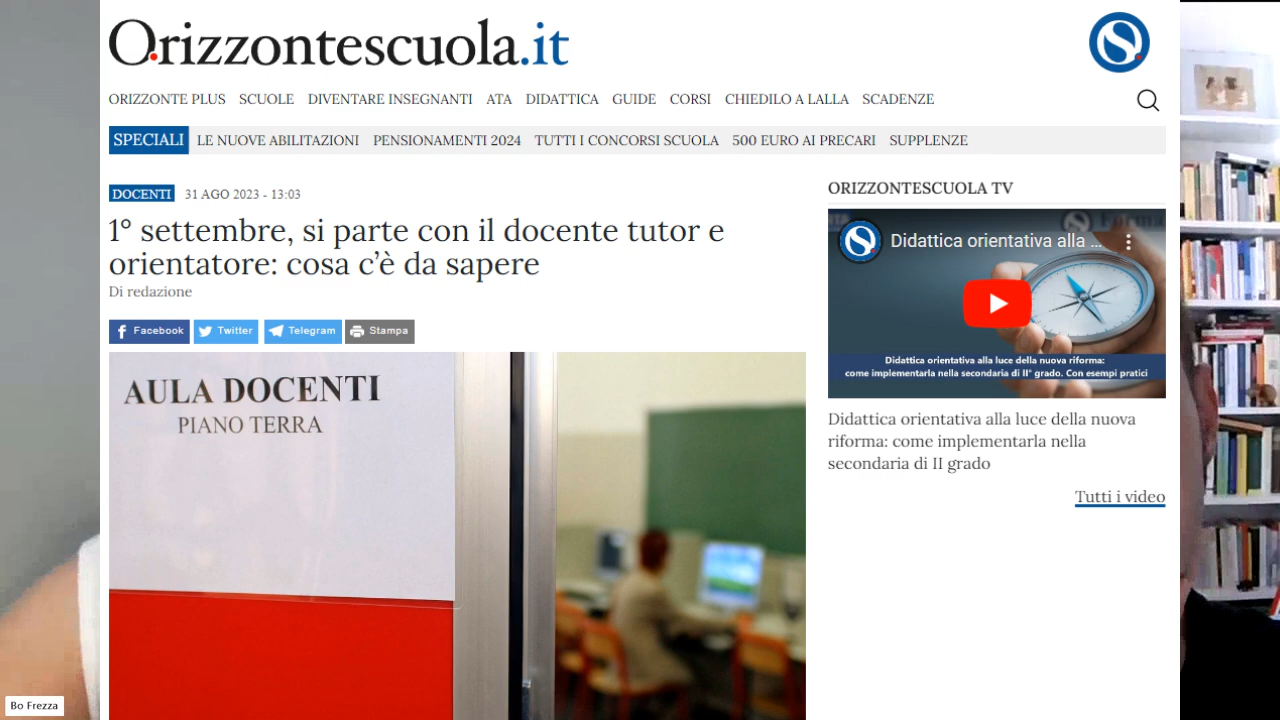 Orizzontescuola.it
ORIZZONTE PLUS SCUOLE DIVENTARE INSEGNANTI ATA DIDATTICA GUIDE CORSI CHIEDILO A LALLA SCADENZE
SPECIALI LE NUOVE ABILITAZIONI PENSIONAMENTI 2024 TUTTI I CONCORSI SCUOLA 500 EURO AI PRECARI SUPPLENZE
DOCENTI 31 AGO 2023 - 13:03
1° settembre, si parte con il docente tutor e
orientatore: cosa c'è da sapere
Di redazione
Facebook Twitter Telegram Stampa
AULA DOCENTI
PIANO TERRA
ORIZZONTESCUOLA TV
Didattica orientativa alla ...
Didattica orientativa alla luce della nuova riforma:
come implementarla nella secondaria di II° grado. Con esempi pratici
Didattica orientativa alla luce della nuova
riforma: come implementarla nella
secondaria di II grado
Tutti i video
Bo Frezza